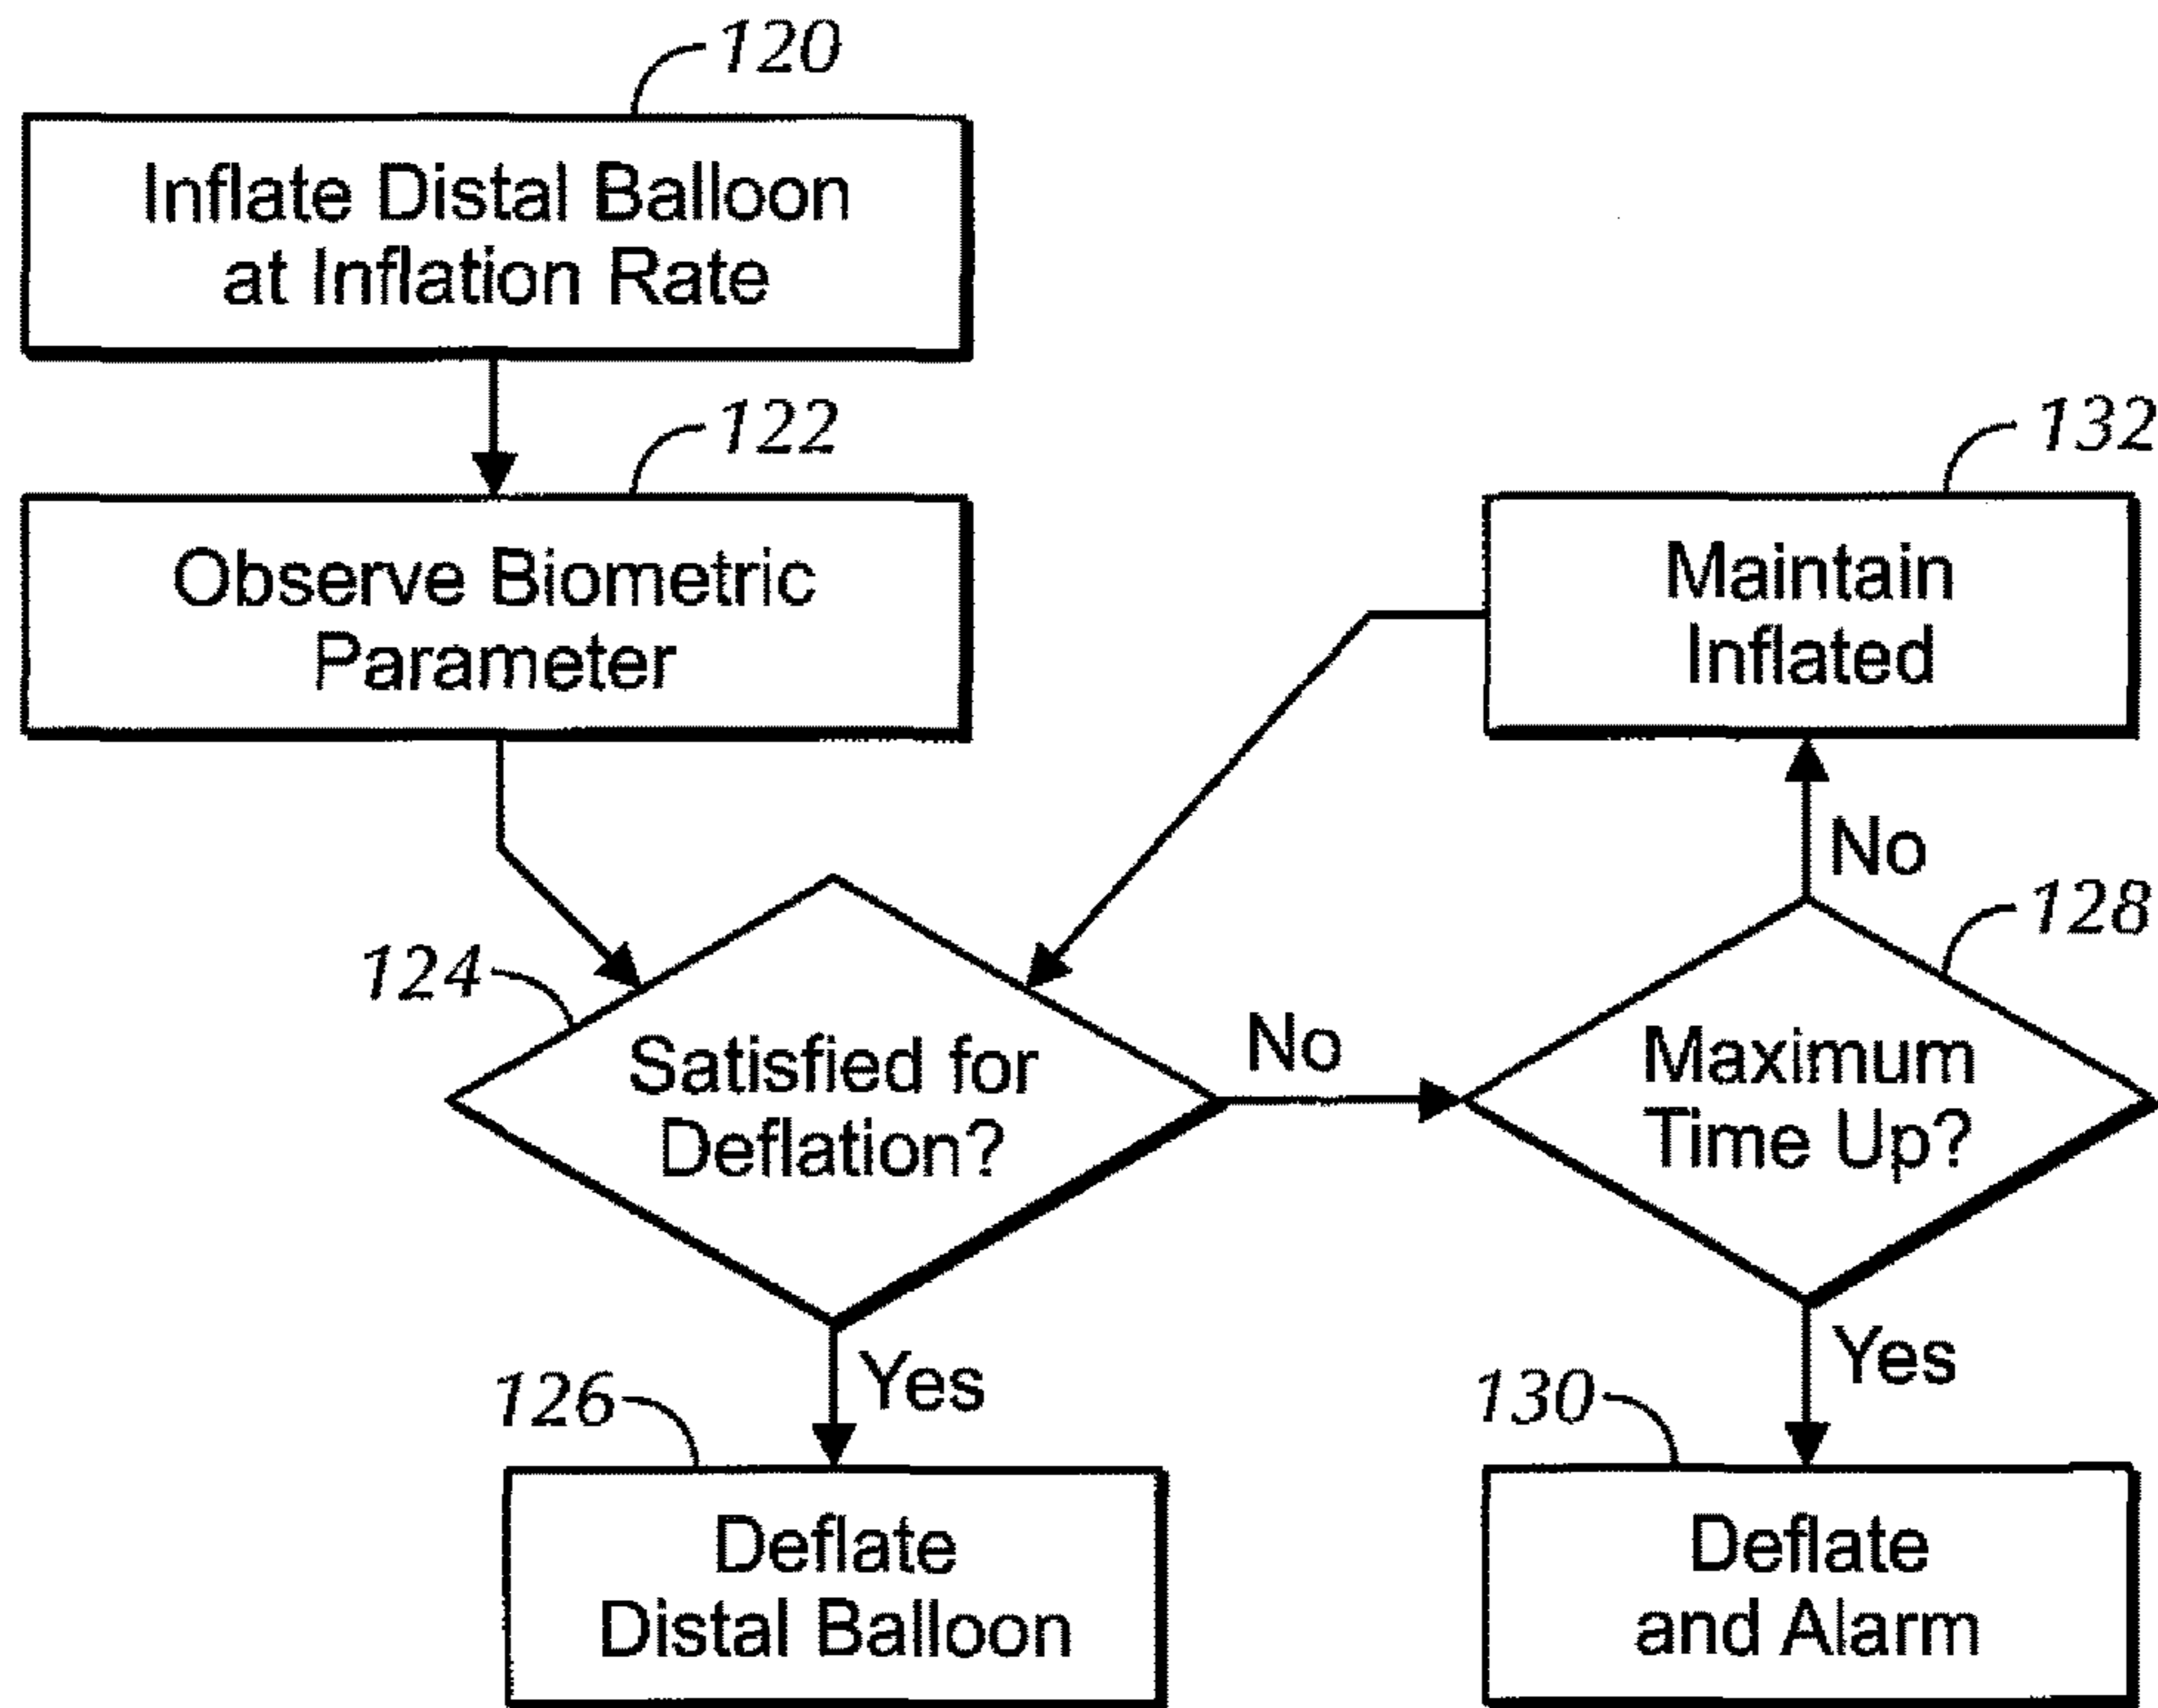 120
Inflate Distal Balloon
at Inflation Rate
122
Observe Biometric
Parameter
132
Maintain
Inflated
No
128
124
Satisfied for
Deflation?
No
Maximum
Time Up?
Yes
Yes
126
130
Deflate
Distal Balloon
Deflate
and Alarm